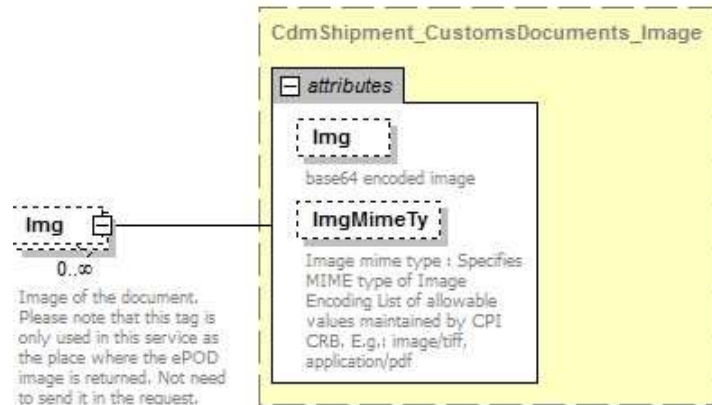 CdmShipment_CustomsDocuments_Image
attributes
Img
base64 encoded image
ImgMimeTy
Image mime type : Specifies
MIME type of Image
Encoding List of allowable
values maintained by CPI
CRB. E.g.: image/tiff,
application/pdf
Img
0..∞
Image of the document.
Please note that this tag is
only used in this service as
the place where the ePOD
image is returned. Not need
to send it in the request.